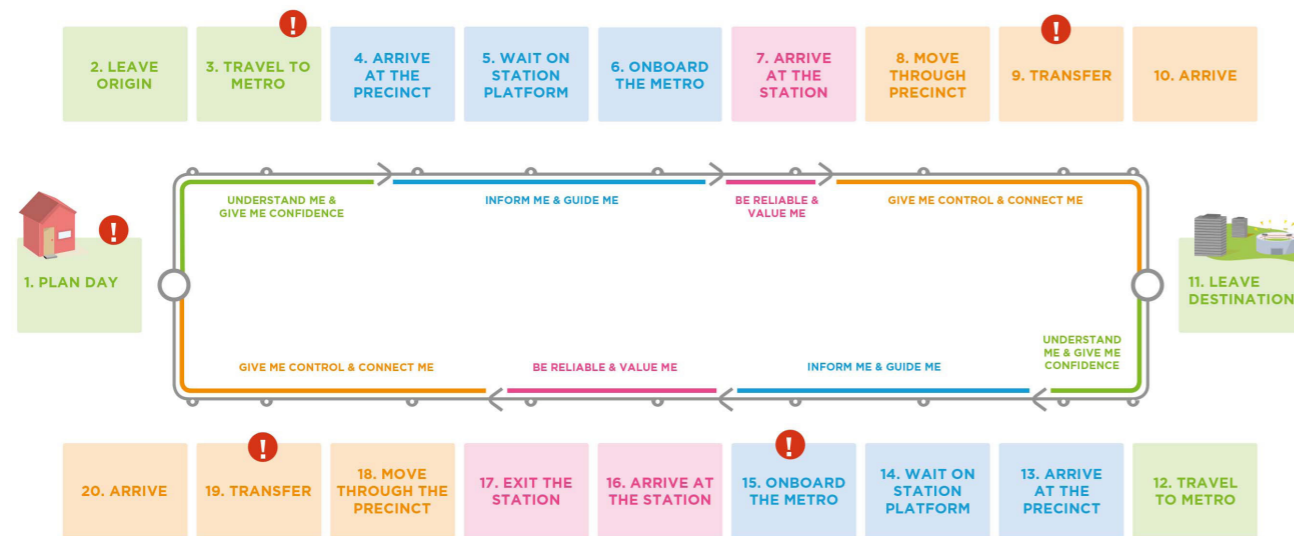 !
!
2. LEAVE
ORIGIN
3. TRAVEL TO
METRO
4. ARRIVE
AT THE
PRECINCT
5. WAIT ON
STATION
PLATFORM
6. ONBOARD
THE METRO
7. ARRIVE
AT THE
STATION
8. MOVE
THROUGH
PRECINCT
9. TRANSFER
10. ARRIVE
UNDERSTAND ME &
GIVE ME CONFIDENCE
INFORM ME & GUIDE ME
BE RELIABLE &
VALUE ME
GIVE ME CONTROL & CONNECT ME
!
1. PLAN DAY
11. LEAVE
DESTINATION
GIVE ME CONTROL & CONNECT ME
BE RELIABLE & VALUE ME
INFORM ME & GUIDE ME
UNDERSTAND
ME & GIVE ME
CONFIDENCE
!
!
20. ARRIVE
19. TRANSFER
18. MOVE
THROUGH THE
PRECINCT
17. EXIT THE
STATION
16. ARRIVE AT
THE STATION
15. ONBOARD
THE METRO
14. WAIT ON
STATION
PLATFORM
13. ARRIVE
AT THE
PRECINCT
12. TRAVEL
TO METRO